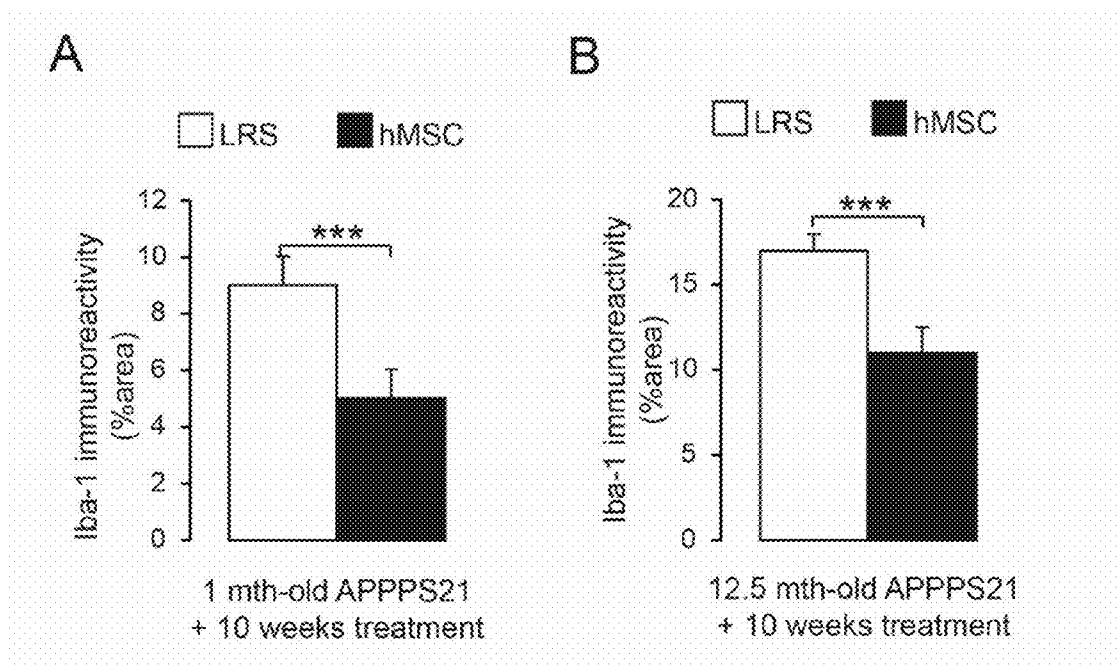 A
LRS hMSC
12
10
8
6
4
2
0
Iba-1 immunoreactivity
(%area)
***
1 mth-old APPPS21
+ 10 weeks treatment
B
LRS hMSC
20
15
10
5
0
Iba-1 immunoreactivity
(%area)
***
12.5 mth-old APPPS21
+ 10 weeks treatment